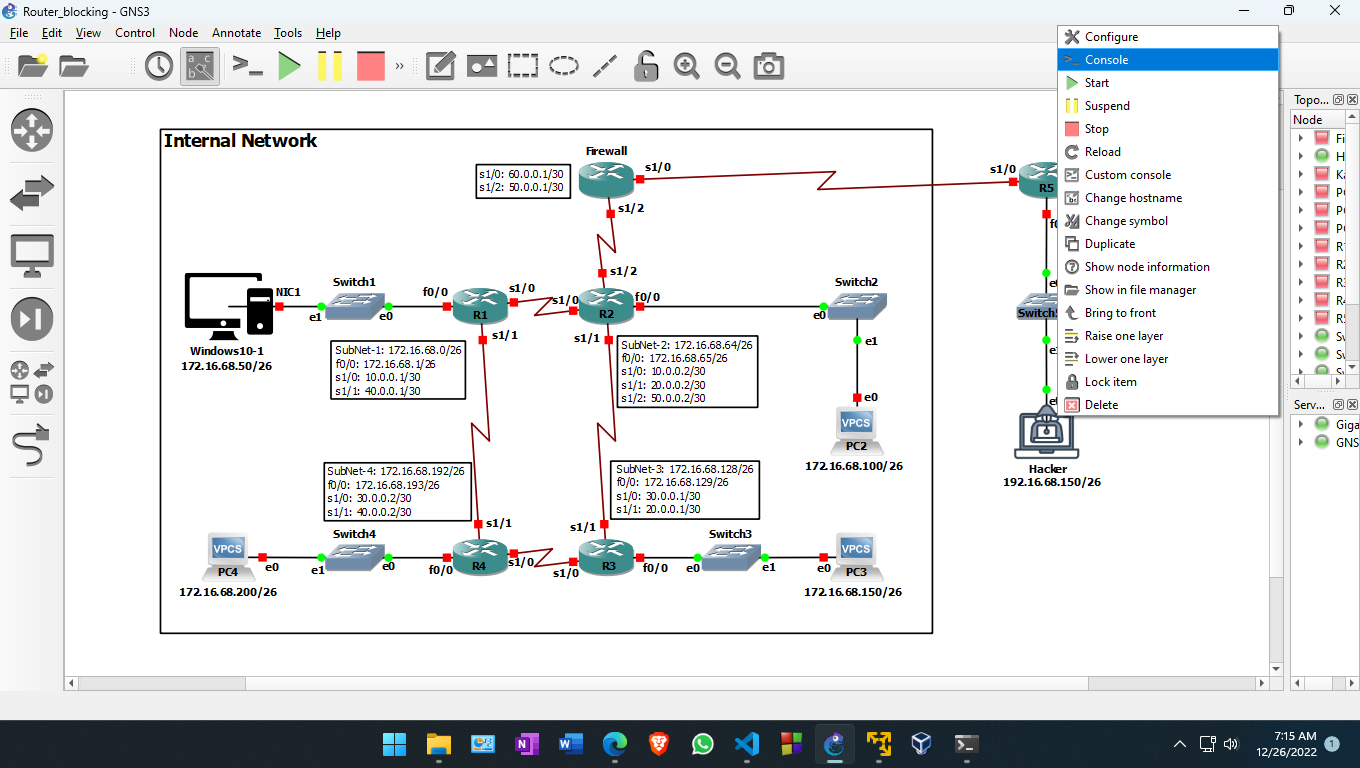 Router_blocking - GNS3
File Edit View Control Node Annotate Tools Help
Configure
Console
Start
Suspend
Stop
Reload
Custom console
Change hostname
Change symbol
Duplicate
Show node information
Show in file manager
Bring to front
Raise one layer
Lower one layer
Lock item
Delete
Internal Network
Firewall
s1/0: 60.0.0.1/30
s1/2: 50.0.0.1/30
s1/0
s1/2
s1/0
R5
s1/2
Windows10-1
172.16.68.50/26
NIC1
Switch1
e1
e0
f0/0
R1
s1/0
s1/1
s1/0
R2
f0/0
s1/1
Switch2
e0
e1
e0
VPCS
PC2
172.16.68.100/26
SubNet-1: 172.16.68.0/26
f0/0: 172.16.68.1/26
s1/0: 10.0.0.1/30
s1/1: 40.0.0.1/30
SubNet-2: 172.16.68.64/26
f0/0: 172.16.68.65/26
s1/0: 10.0.0.2/30
s1/1: 20.0.0.2/30
s1/2: 50.0.0.2/30
SubNet-4: 172.16.68.192/26
f0/0: 172.16.68.193/26
s1/0: 30.0.0.2/30
s1/1: 40.0.0.2/30
SubNet-3: 172.16.68.128/26
f0/0: 172.16.68.129/26
s1/0: 30.0.0.1/30
s1/1: 20.0.0.1/30
VPCS
PC4
172.16.68.200/26
e0
Switch4
e1
e0
f0/0
s1/1
R4
s1/0
s1/1
s1/0
R3
f0/0
Switch3
e0
e1
e0
VPCS
PC3
172.16.68.150/26
Hacker
192.16.68.150/26
Topo...
Node
Fi
H
Ka
R1
R2
R3
R4
R5
Sw
Sw
Serv...
Giga
GNS
7:15 AM
12/26/2022
1